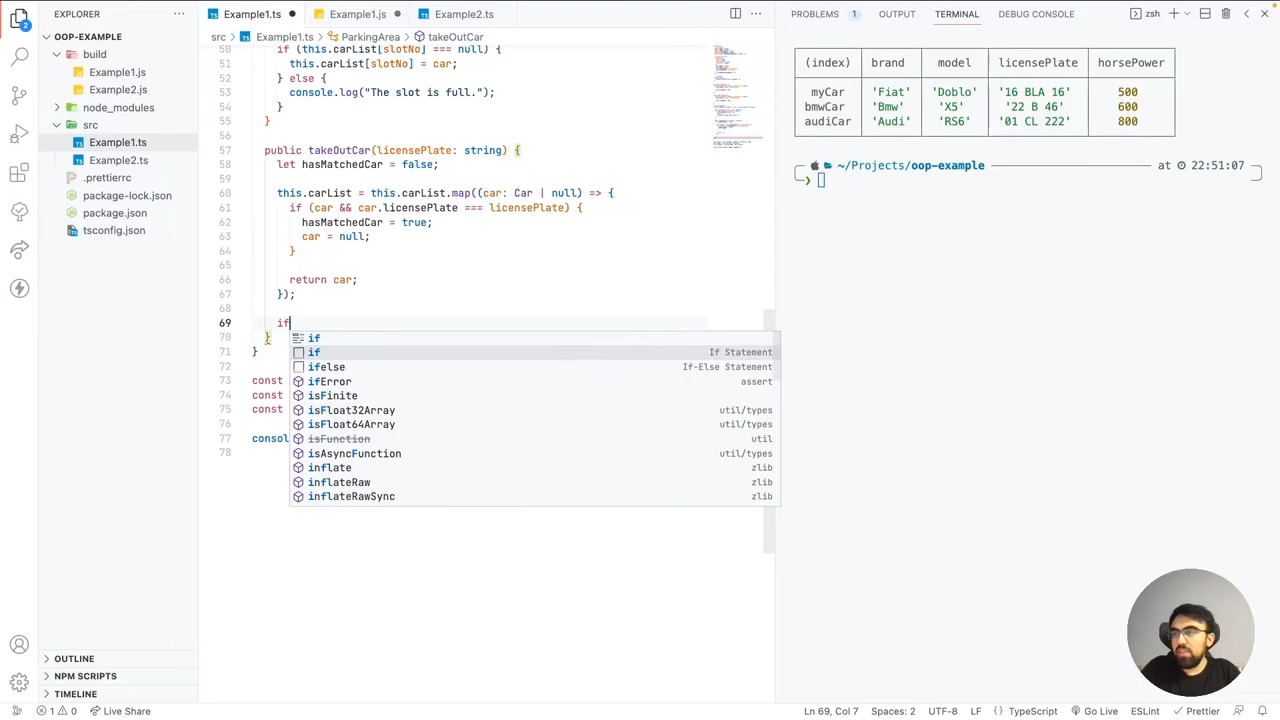 EXPLORER
OOP-EXAMPLE
build
Example1.js
Example2.js
node_modules
src
Example1.ts
Example2.ts
.prettierrc
package-lock.json
package.json
tsconfig.json
OUTLINE
NPM SCRIPTS
TIMELINE
2
Example1.ts
Example1.js
Example2.ts
src > Example1.ts > ParkingArea > takeOutCar
50 if (this.carList[slotNo] === null) {
51 this.carList[slotNo] = car;
52 } else {
53 console.log("The slot is full.");
54 }
55 }
56
57 public takeOutCar(licensePlate: string) {
58 let hasMatchedCar = false;
59
60 this.carList = this.carList.map((car: Car | null) => {
61 if (car && car.licensePlate === licensePlate) {
62 hasMatchedCar = true;
63 car = null;
64 }
65
66 return car;
67 });
68
69 if
70 }
71 }
72
73 const
74 const
75 const
76
77 consol
78
if
if If Statement
ifelse If-Else Statement
ifError assert
isFinite
isFloat32Array util/types
isFloat64Array util/types
isFunction util
isAsyncFunction util/types
inflate zlib
inflateRaw zlib
inflateRawSync zlib
PROBLEMS 1 OUTPUT TERMINAL DEBUG CONSOLE zsh
(index) brand model licensePlate horsePower
myCar 'Fiat' 'Doblo' '16 BLA 16' 500
bmwCar 'Bmw' 'X5' '22 B 46' 600
audiCar 'Audi' 'RS6' '01 CL 222' 800
~/Projects/oop-example at 22:51:07
1 0 Live Share Ln 69, Col 7 Spaces: 2 UTF-8 LF {} TypeScript Go Live ESLint Prettier